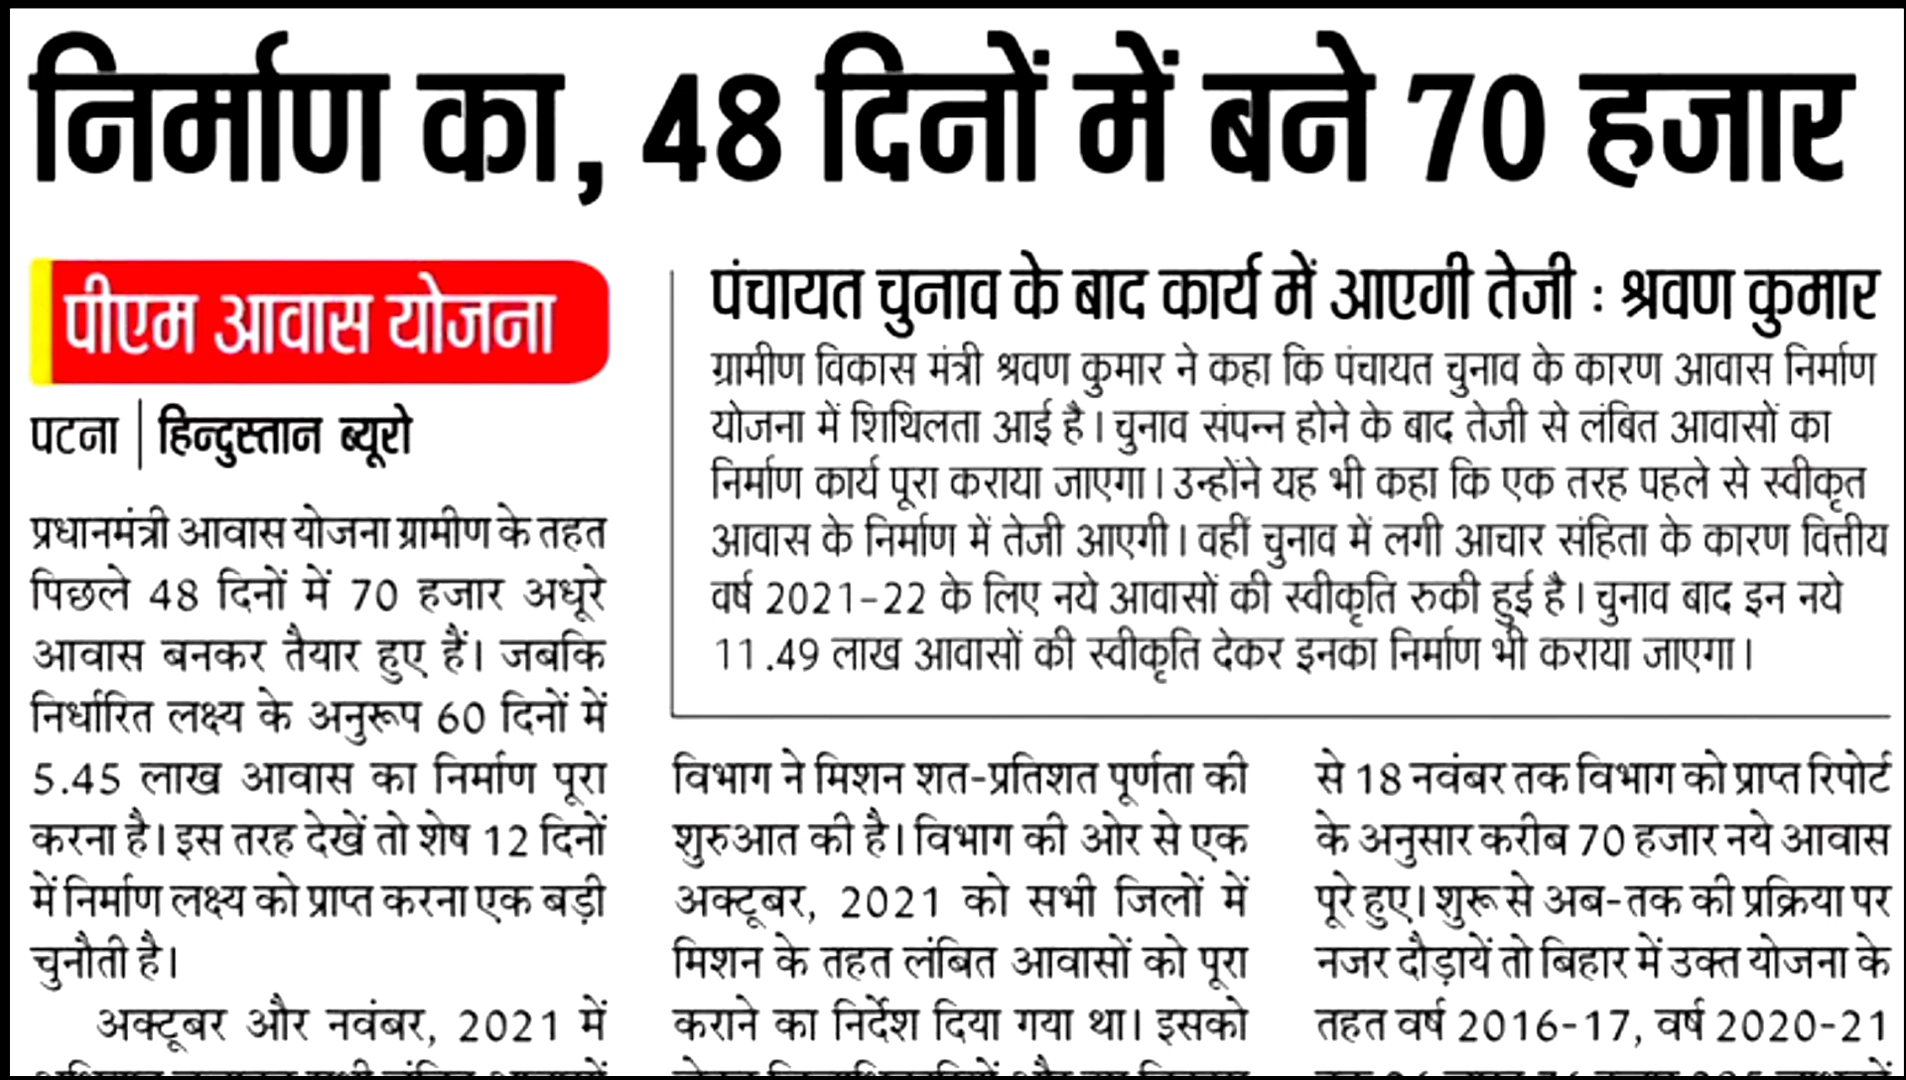 निर्माण का, 48 दिनों में बने 70 हजार
पीएम आवास योजना
पटना | हिन्दुस्तान ब्यूरो
प्रधानमंत्री आवास योजना ग्रामीण के तहत
पिछले 48 दिनों में 70 हजार अधूरे
आवास बनकर तैयार हुए हैं। जबकि
निर्धारित लक्ष्य के अनुरूप 60 दिनों में
5.45 लाख आवास का निर्माण पूरा
करना है। इस तरह देखें तो शेष 12 दिनों
में निर्माण लक्ष्य को प्राप्त करना एक बड़ी
चुनौती है।
अक्टूबर और नवंबर, 2021 में
पंचायत चुनाव के बाद कार्य में आएगी तेजी : श्रवण कुमार
ग्रामीण विकास मंत्री श्रवण कुमार ने कहा कि पंचायत चुनाव के कारण आवास निर्माण
योजना में शिथिलता आई है। चुनाव संपन्न होने के बाद तेजी से लंबित आवासों का
निर्माण कार्य पूरा कराया जाएगा। उन्होंने यह भी कहा कि एक तरह पहले से स्वीकृत
आवास के निर्माण में तेजी आएगी। वहीं चुनाव में लगी आचार संहिता के कारण वित्तीय
वर्ष 2021-22 के लिए नये आवासों की स्वीकृति रुकी हुई है। चुनाव बाद इन नये
11.49 लाख आवासों की स्वीकृति देकर इनका निर्माण भी कराया जाएगा।
विभाग ने मिशन शत-प्रतिशत पूर्णता की
शुरुआत की है। विभाग की ओर से एक
अक्टूबर, 2021 को सभी जिलों में
मिशन के तहत लंबित आवासों को पूरा
कराने का निर्देश दिया गया था। इसको
से 18 नवंबर तक विभाग को प्राप्त रिपोर्ट
के अनुसार करीब 70 हजार नये आवास
पूरे हुए। शुरू से अब-तक की प्रक्रिया पर
नजर दौड़ायें तो बिहार में उक्त योजना के
तहत वर्ष 2016-17, वर्ष 2020-21